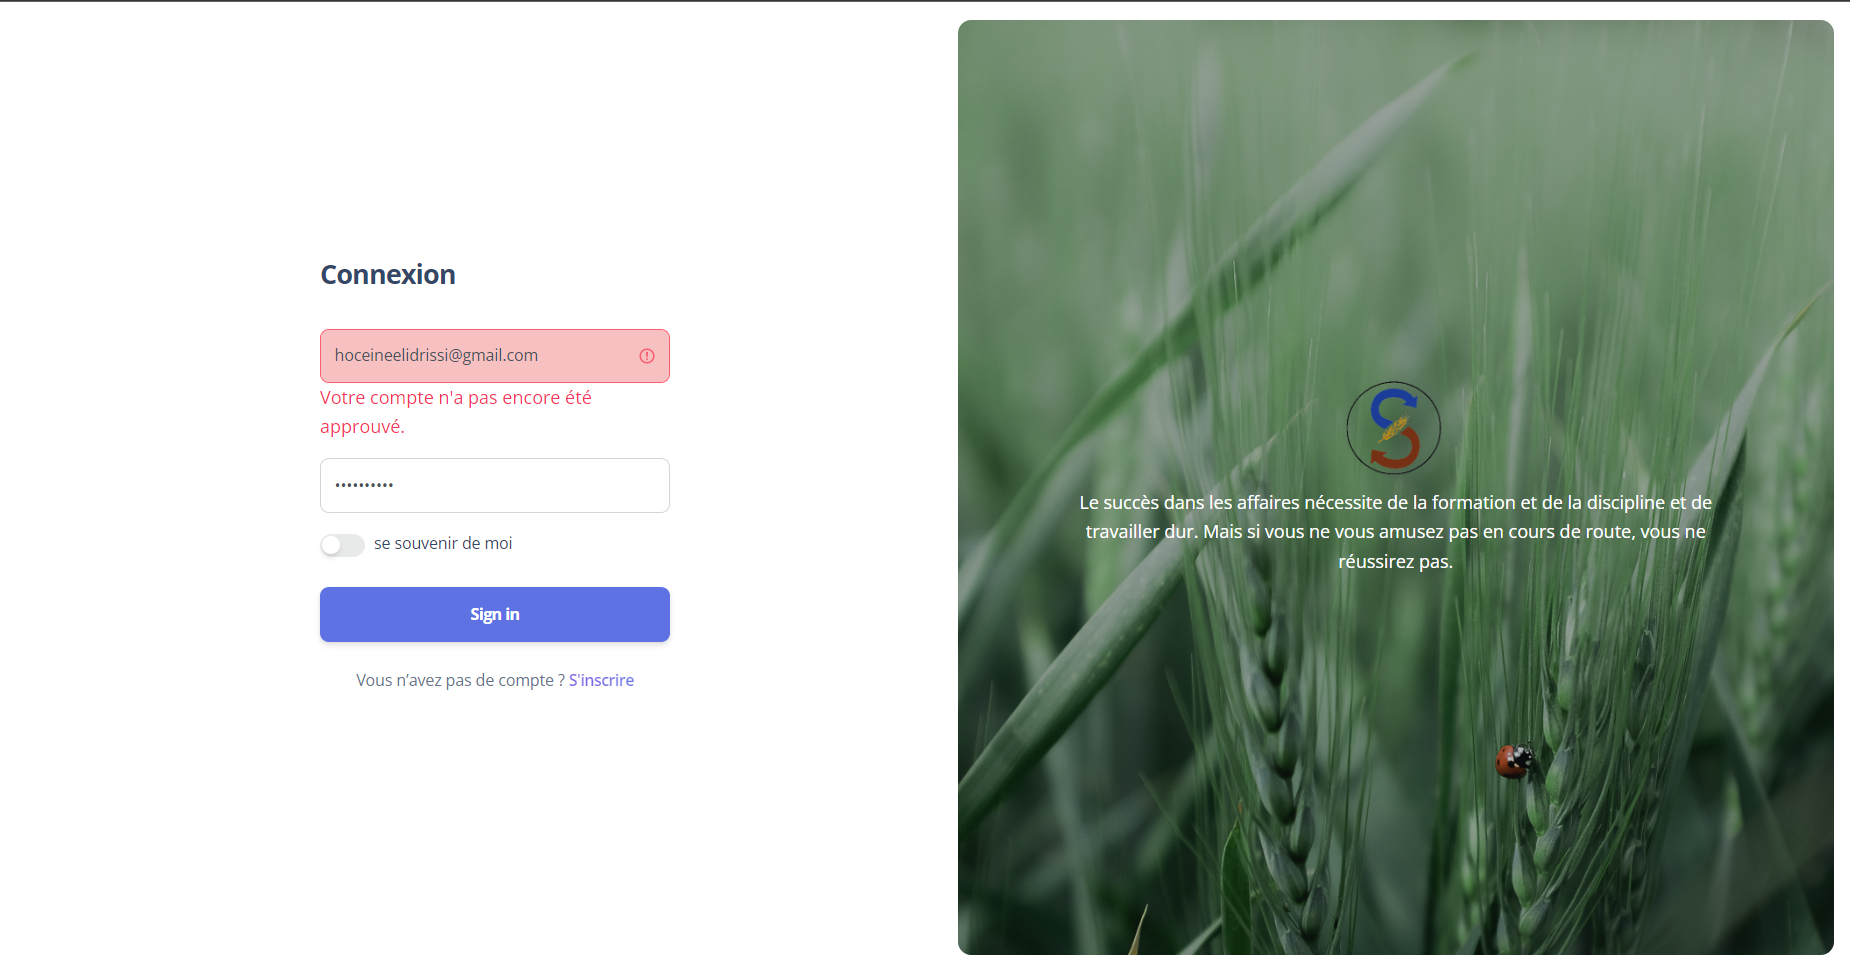 Connexion
hoceineelidrissi@gmail.com
Votre compte n'a pas encore été
approuvé.
••••••••••
se souvenir de moi
Sign in
Vous n’avez pas de compte ? S'inscrire
Le succès dans les affaires nécessite de la formation et de la discipline et de
travailler dur. Mais si vous ne vous amusez pas en cours de route, vous ne
réussirez pas.